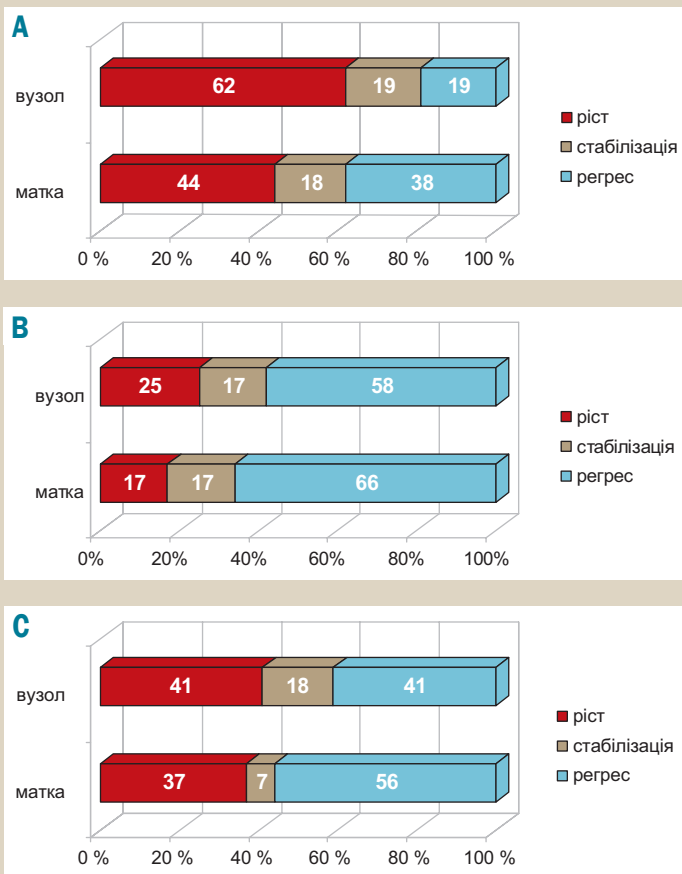 A
вузол
62 19 19
матка
44 18 38
ріст
стабілізація
регрес
0 % 20 % 40 % 60 % 80 % 100 %
B
вузол
25 17 58
матка
17 17 66
ріст
стабілізація
регрес
0% 20% 40% 60% 80% 100%
C
вузол
41 18 41
матка
37 7 56
ріст
стабілізація
регрес
0 % 20 % 40 % 60 % 80 % 100 %